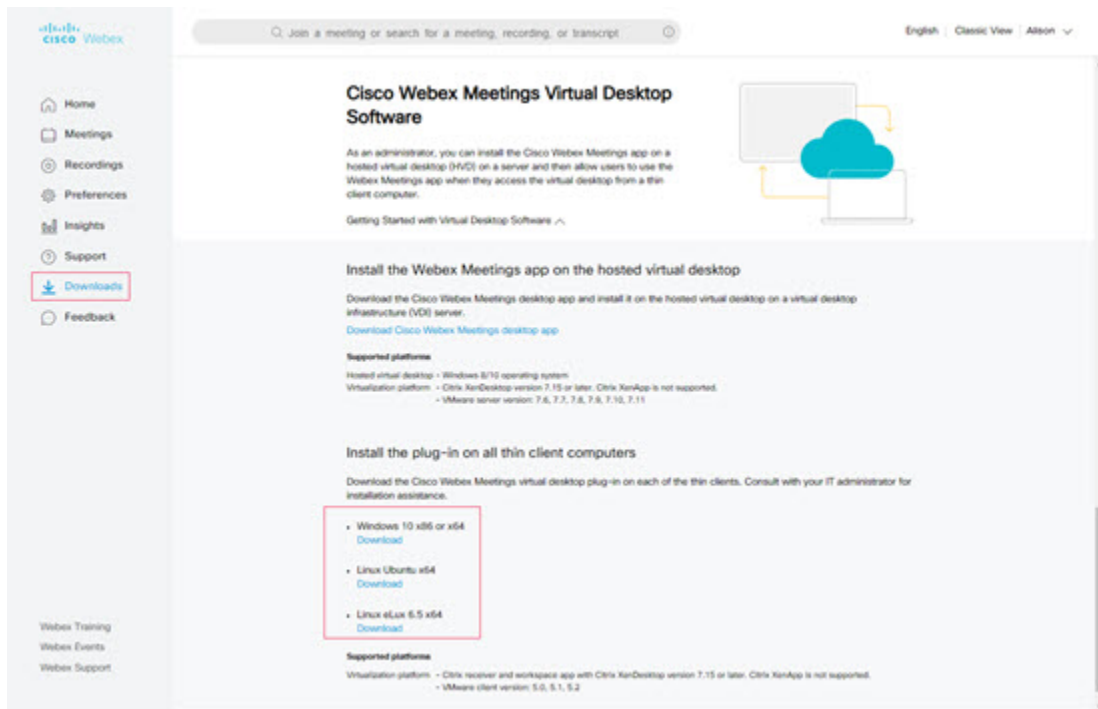 CISCO Webex
Join a meeting or search for a meeting, recording, or transcript
English
Classic View
Alison
Home
Meetings
Recordings
Preferences
Insights
Support
Downloads
Feedback
Webex Training
Webex Events
Webex Support
Cisco Webex Meetings Virtual Desktop
Software
As an administrator, you can install the Cisco Webex Meetings app on a
hosted virtual desktop (HVD) on a server and then allow users to use the
Webex Meetings app when they access the virtual desktop from a thin
client computer.
Getting Started with Virtual Desktop Software
Install the Webex Meetings app on the hosted virtual desktop
Download the Cisco Webex Meetings desktop app and install it on the hosted virtual desktop on a virtual desktop
infrastructure (VDI) server.
Download Cisco Webex Meetings desktop app
Supported platforms
Hosted virtual desktop - Windows 8/10 operating system
Virtualization platform - Citrix XenDesktop version 7.15 or later. Citrix XenApp is not supported.
- VMware server version: 7.6, 7.7, 7.8, 7.9, 7.10, 7.11
Install the plug-in on all thin client computers
Download the Cisco Webex Meetings virtual desktop plug-in on each of the thin clients. Consult with your IT administrator for
installation assistance.
• Windows 10 x86 or x64
Download
• Linux Ubuntu x64
Download
• Linux eLux 6.5 x64
Download
Supported platforms
Virtualization platform - Citrix receiver and workspace app with Citrix XenDesktop version 7.15 or later. Citrix XenApp is not supported.
- VMware client version: 5.0, 5.1, 5.2